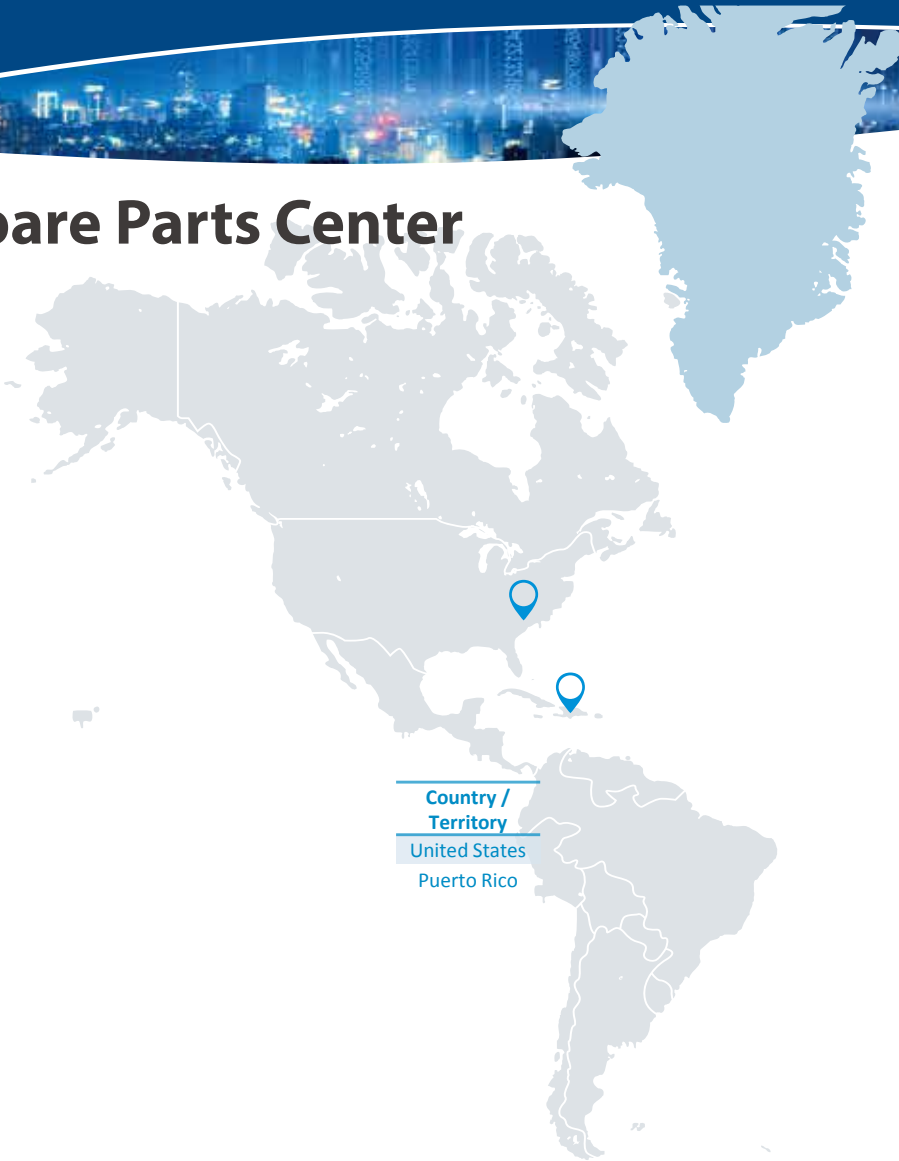 pare Parts Center
Country /
Territory
United States
Puerto Rico